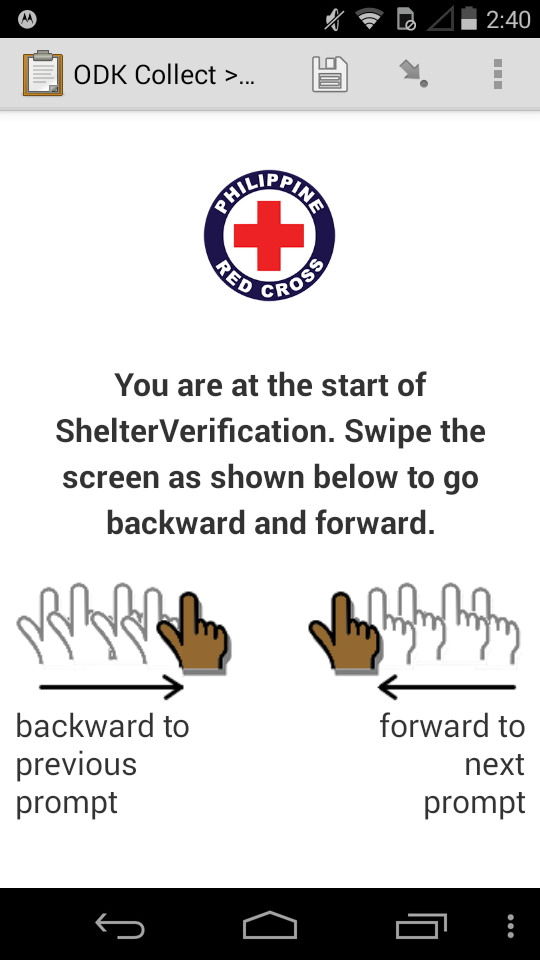 2:40
ODK Collect >...
PHILIPPINE
RED CROSS
You are at the start of
ShelterVerification. Swipe the
screen as shown below to go
backward and forward.
backward to
previous
prompt
forward to
next
prompt